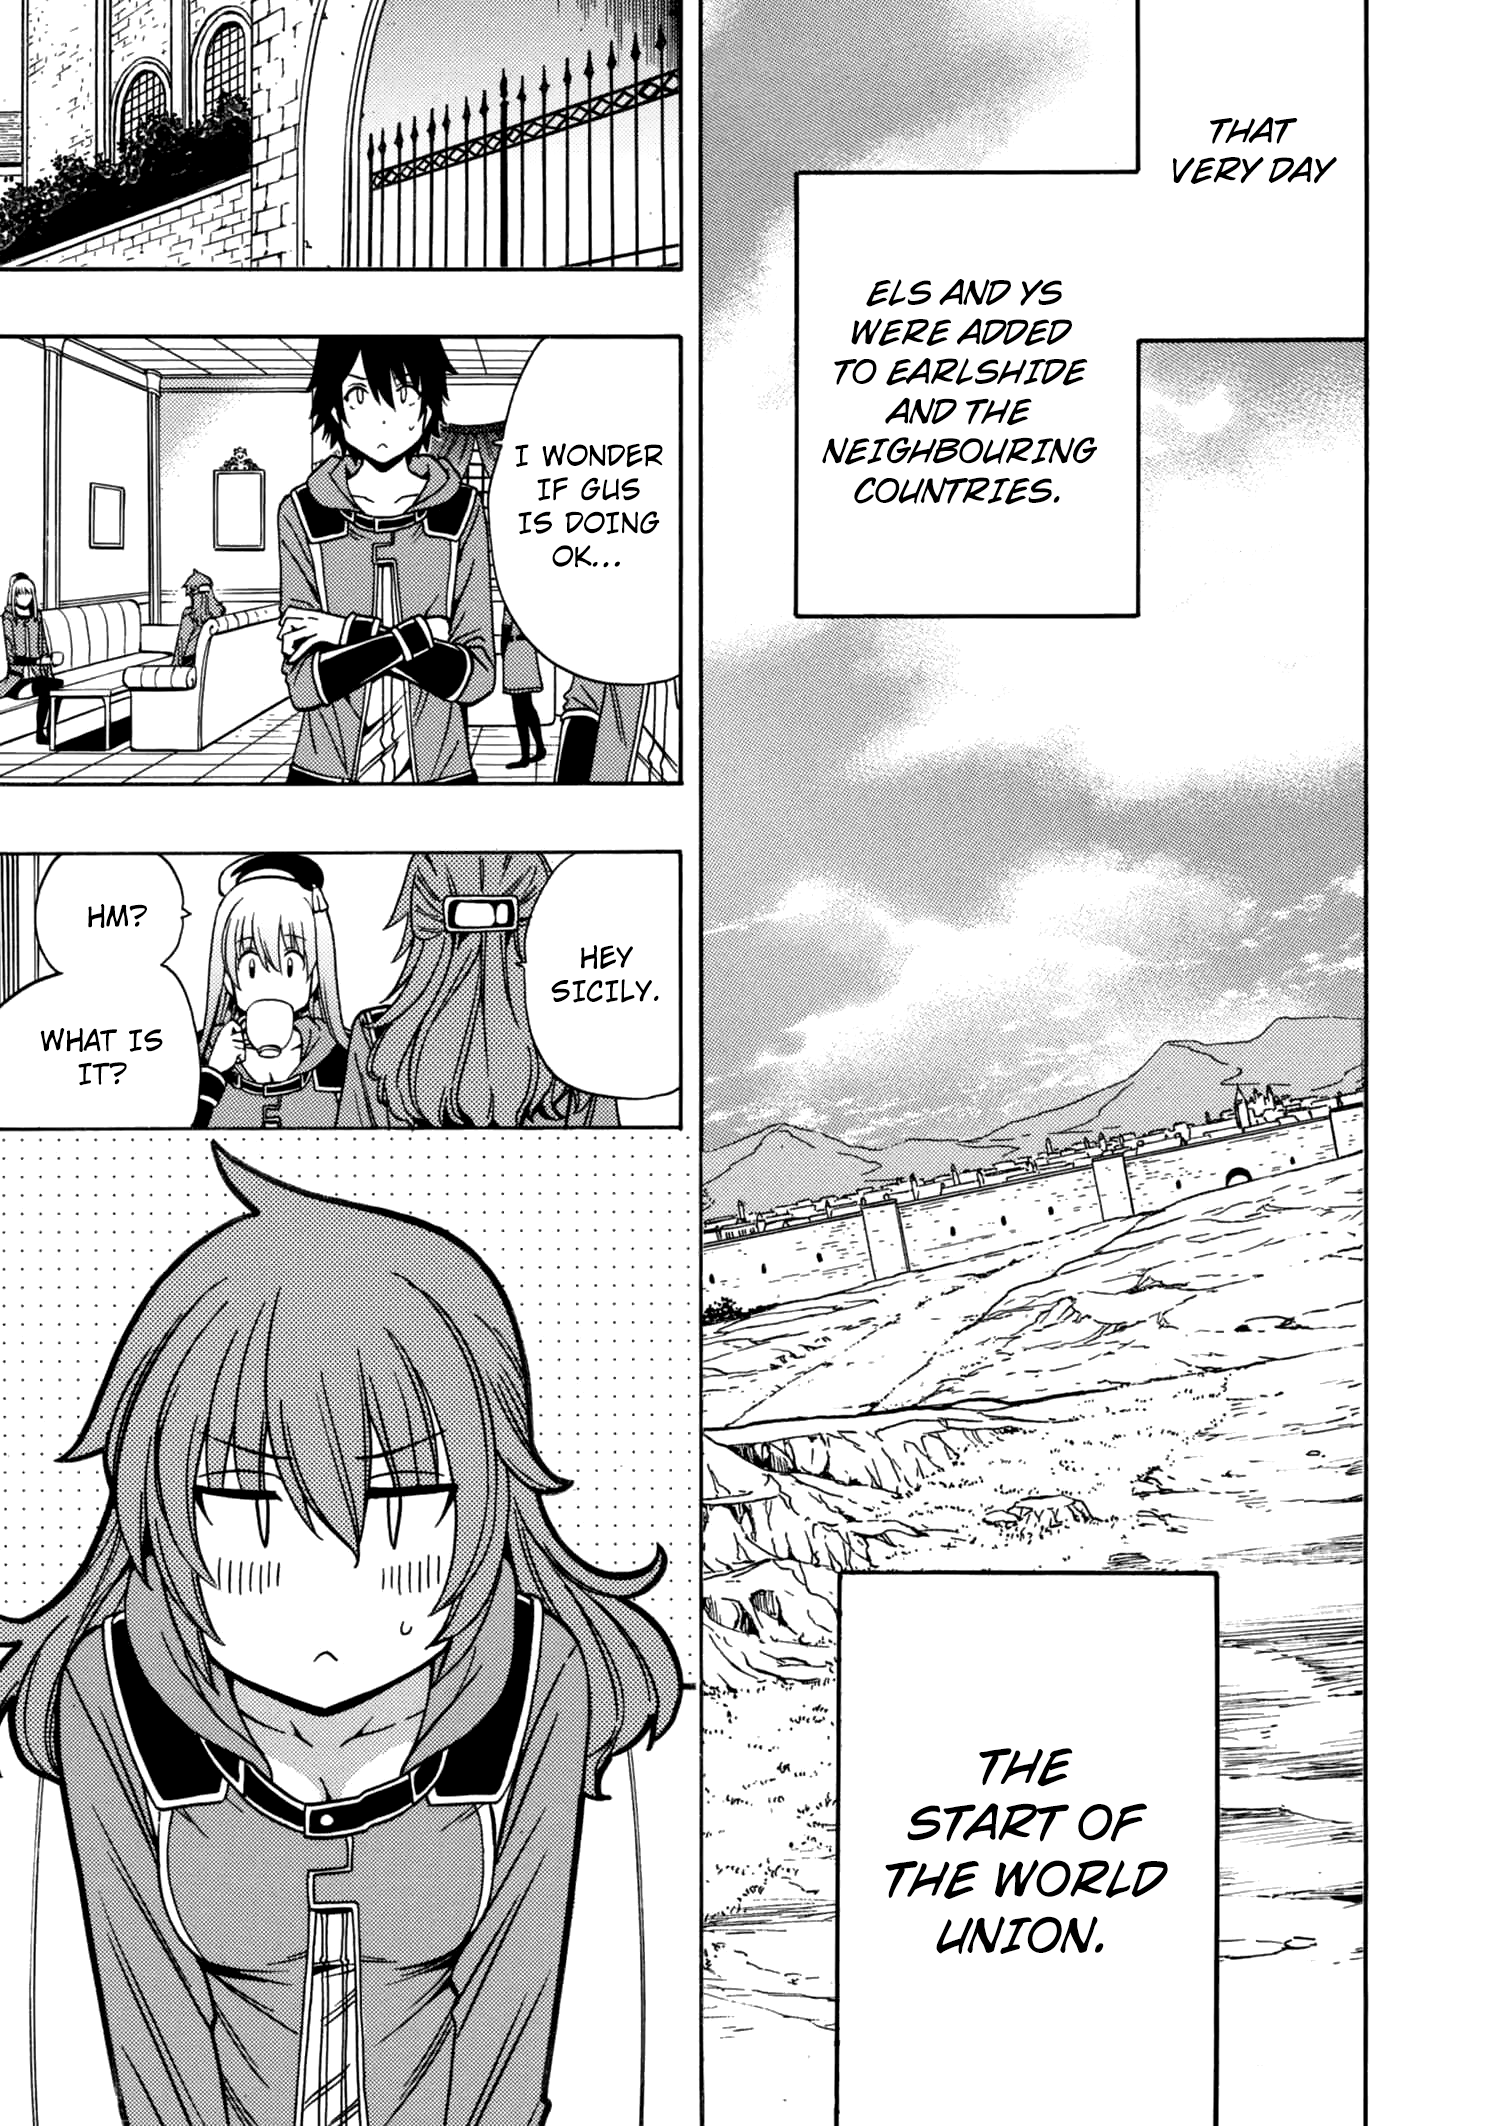 THAT
VERY DAY
ELS AND YS
WERE ADDED
TO EARLSHIDE
AND THE
NEIGHBOURING
COUNTRIES.
THE
START OF
THE WORLD
UNION.
I WONDER
IF GUS
IS DOING
OK...
HEY
SICILY.
HM?
WHAT IS
IT?